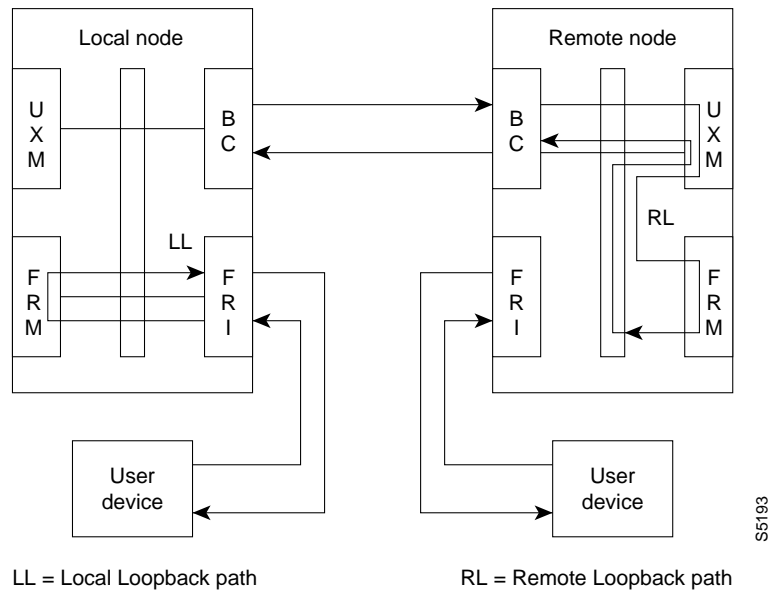 Local node
Remote node
U
X
M
B
C
B
C
U
X
M
LL
RL
F
R
M
F
R
I
F
R
I
F
R
M
User
device
User
device
S5193
LL = Local Loopback path
RL = Remote Loopback path